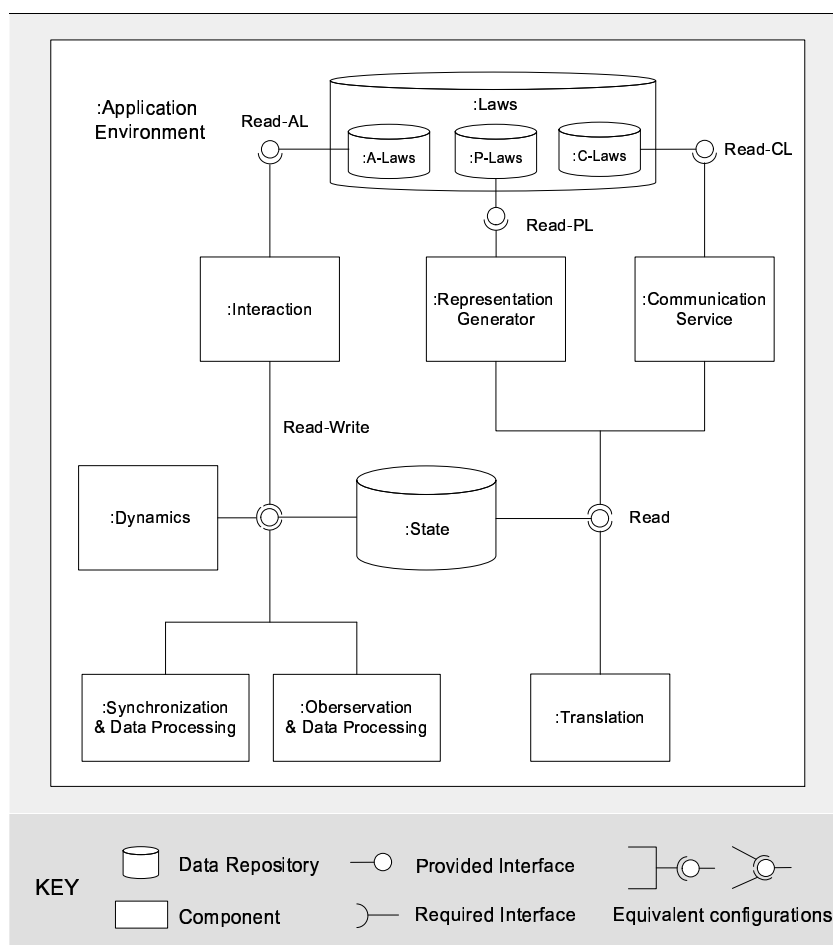 :Application
Environment
Read-AL
:Laws
:A-Laws
:P-Laws
:C-Laws
Read-CL
Read-PL
:Interaction
:Representation
Generator
:Communication
Service
Read-Write
:Dynamics
:State
Read
:Synchronization
& Data Processing
:Oberservation
& Data Processing
:Translation
KEY
Data Repository
Provided Interface
Component
Required Interface
Equivalent configurations